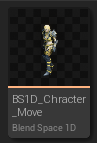 BS1D_Chracter
_Move
Blend Space 1D